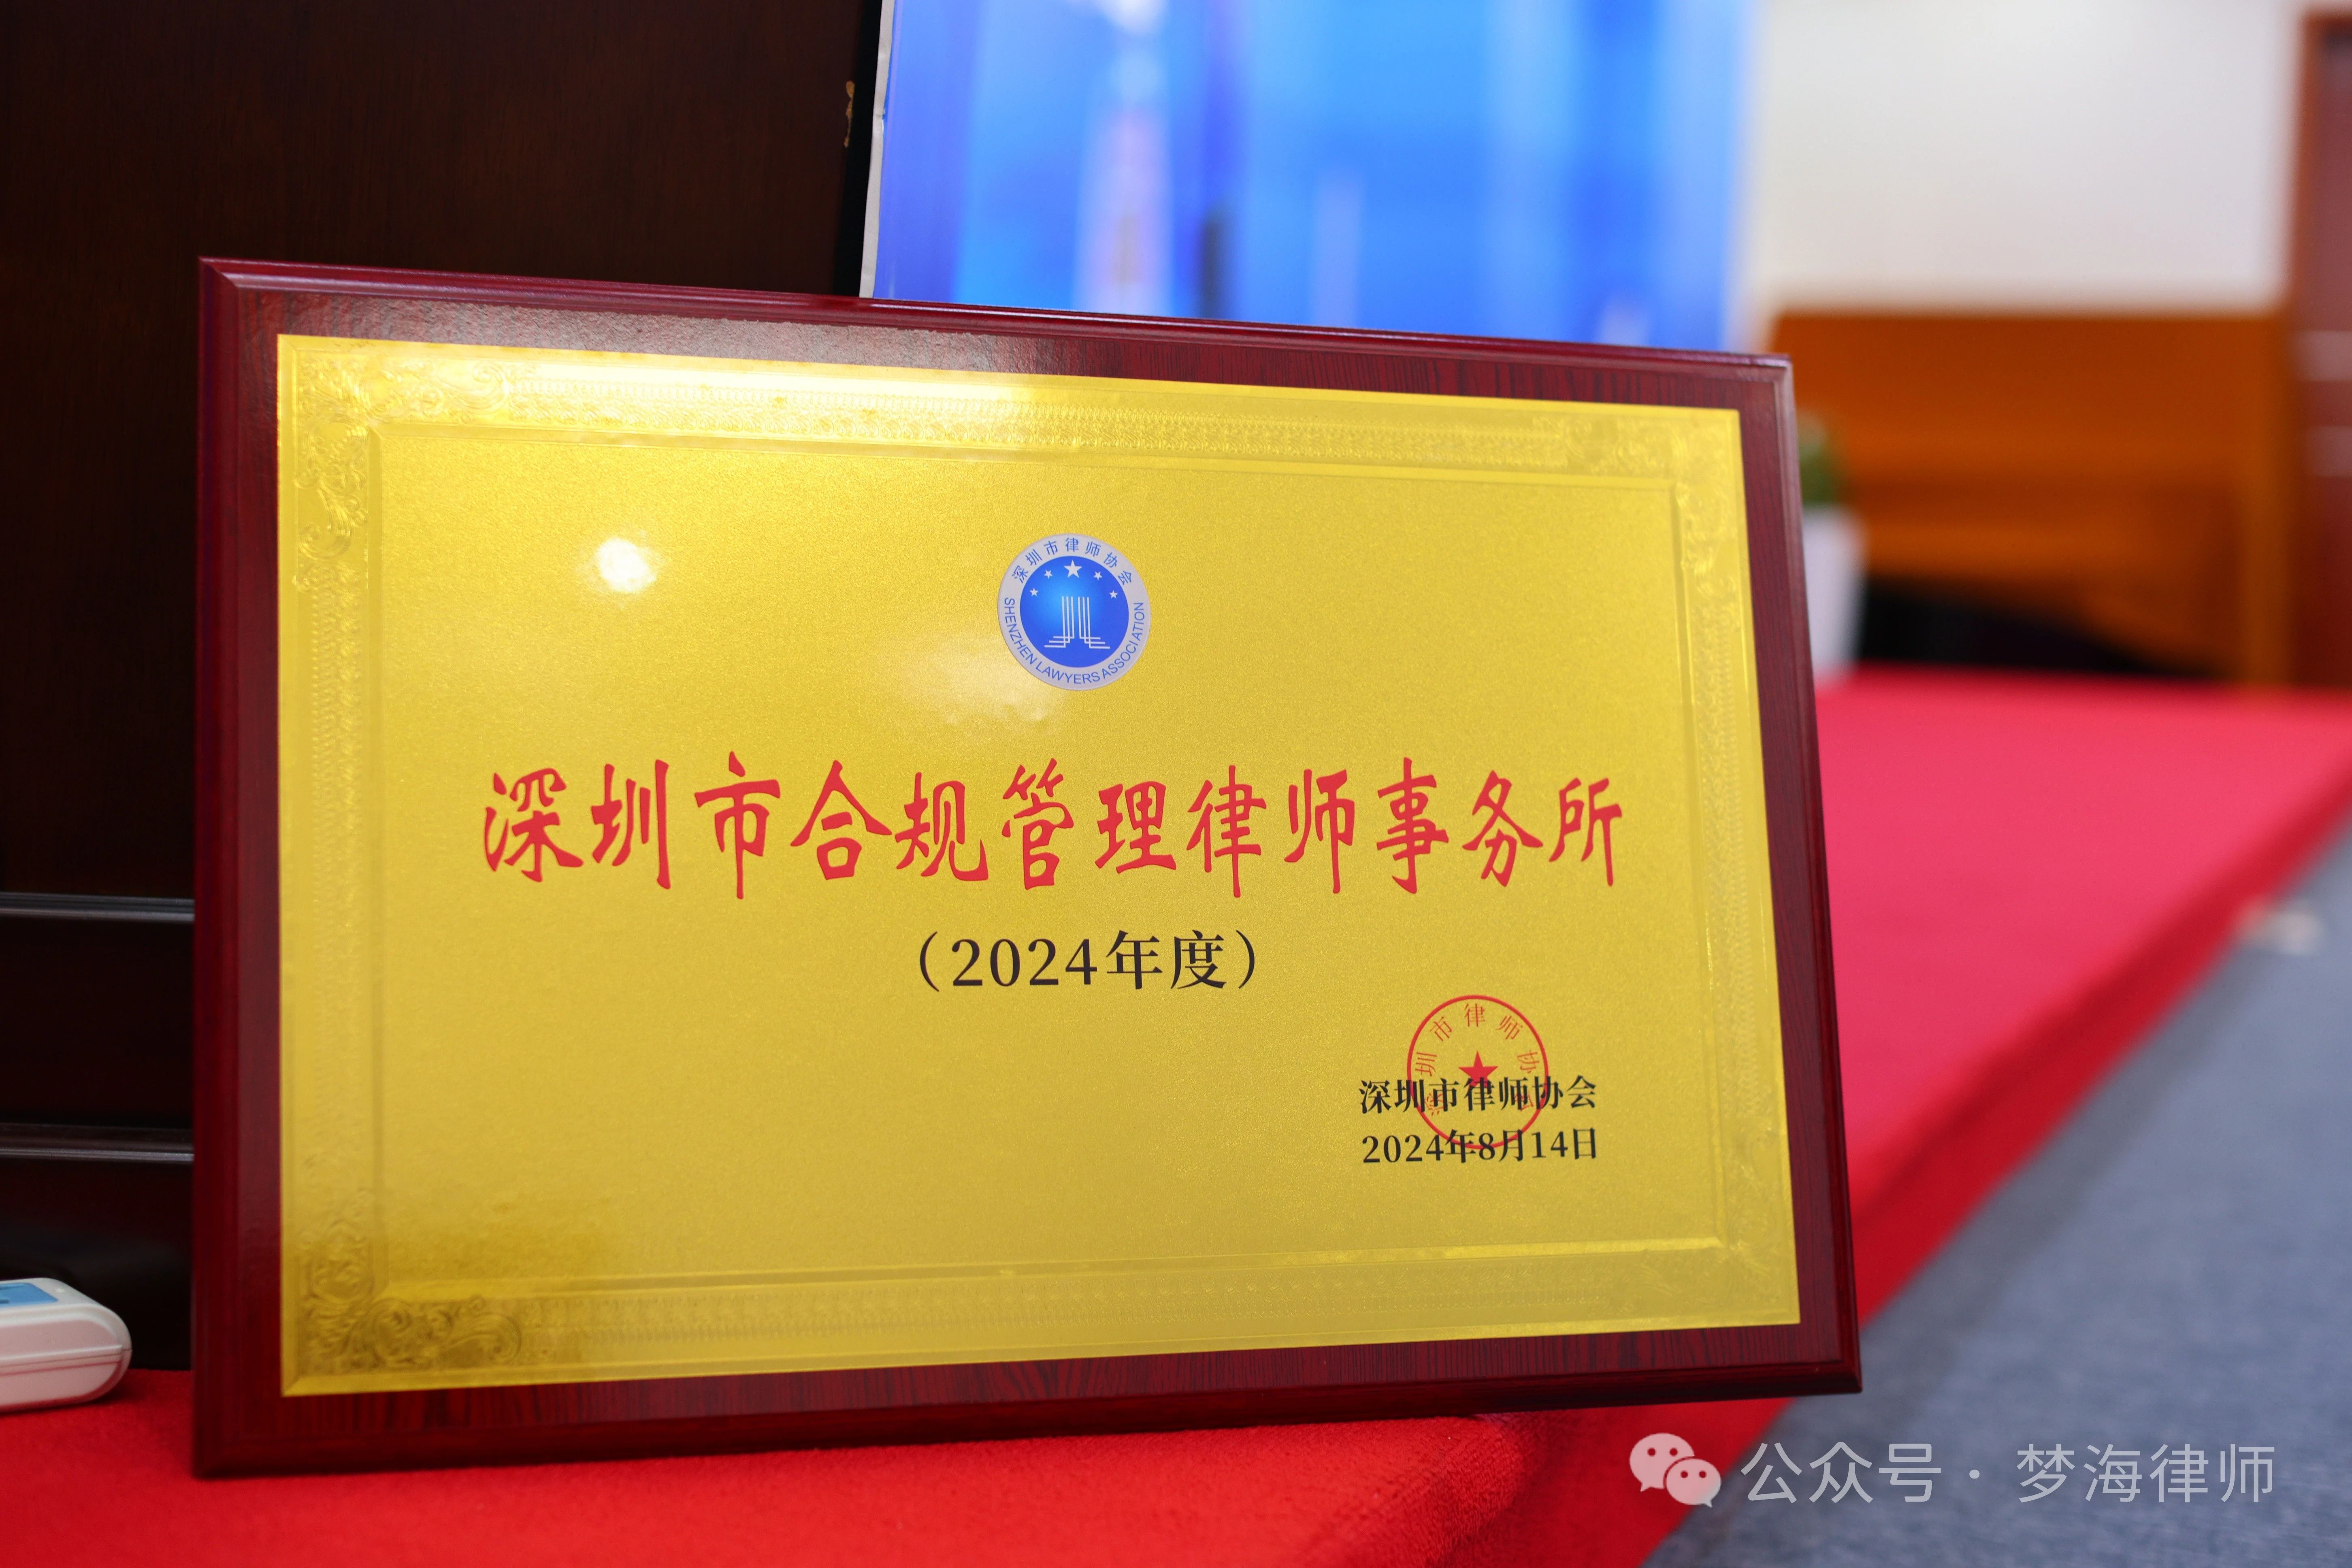 深圳市律师协会
SHENZHEN LAWYERS ASSOCIATION
深圳市合规管理律师事务所
（2024年度）
深圳市律师协会
深圳市律师协会
2024年8月14日
公众号·梦海律师